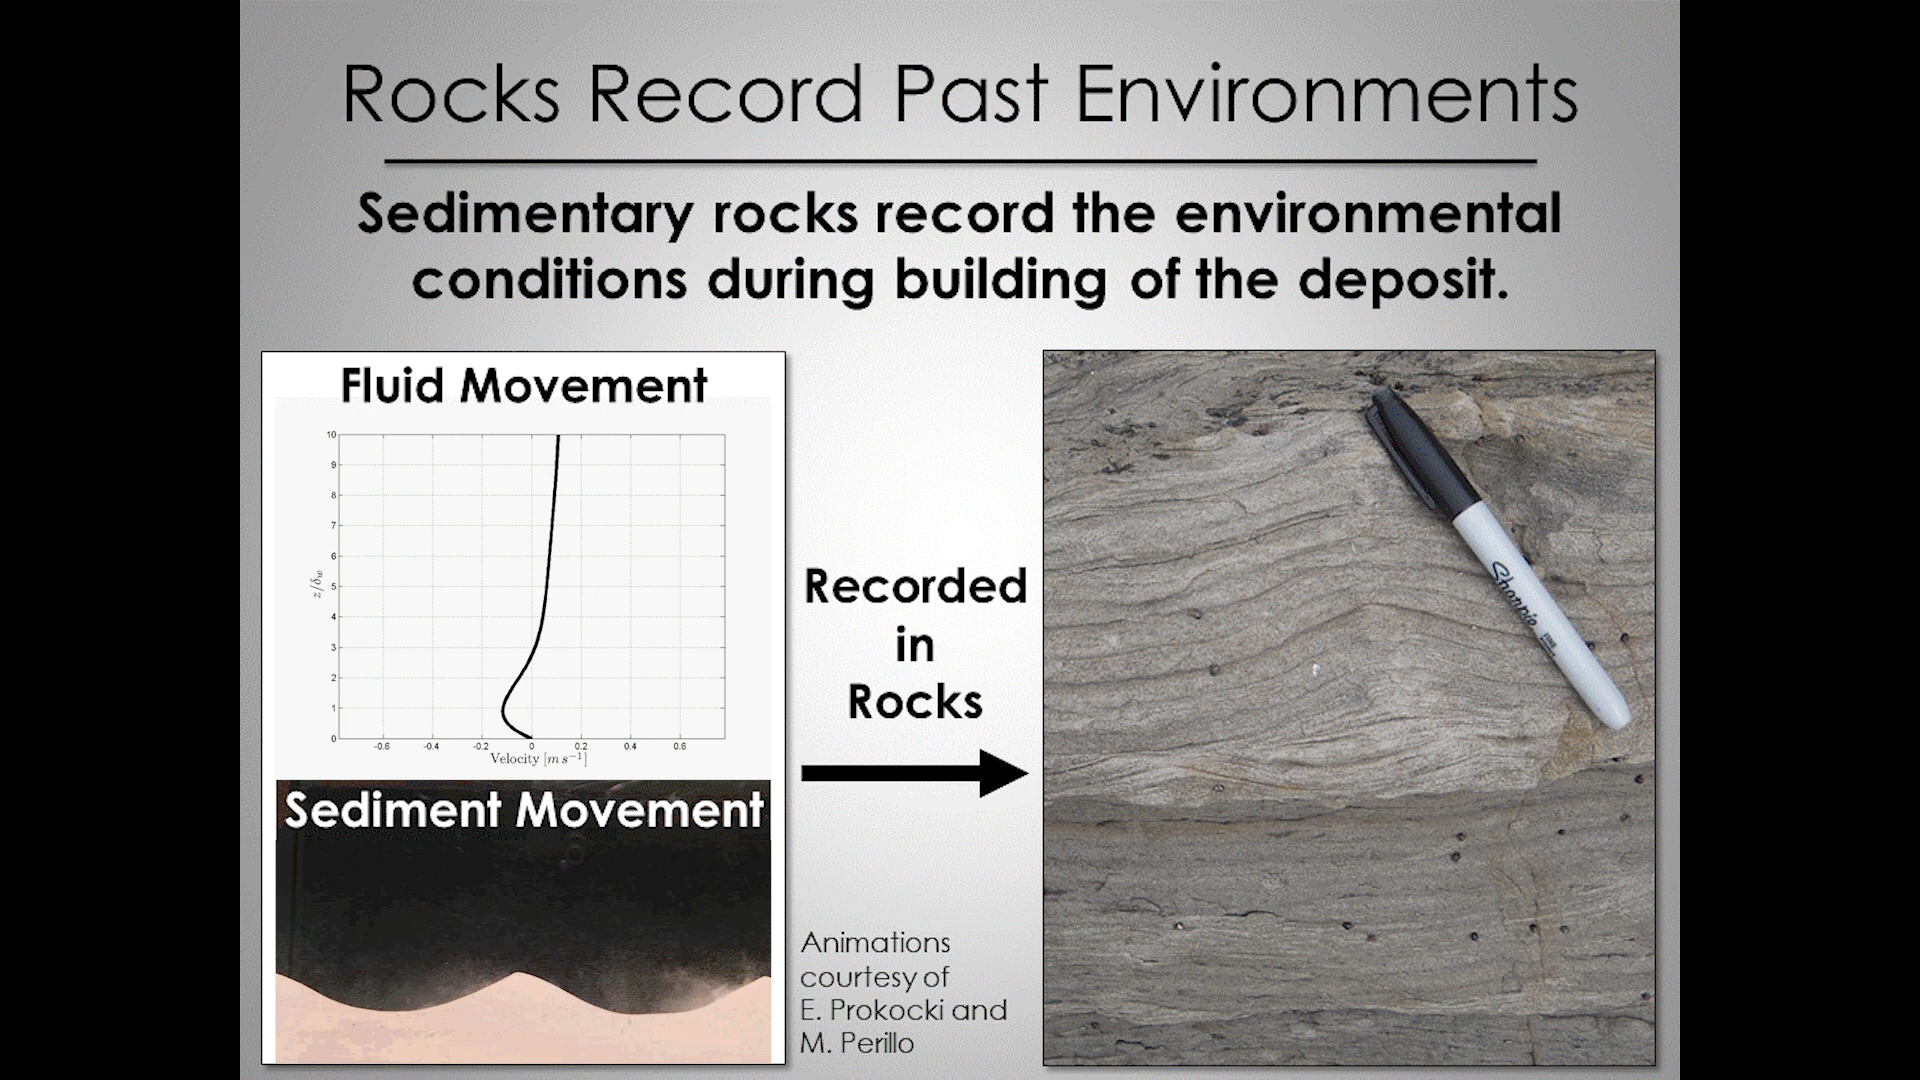 Rocks Record Past Environments
Sedimentary rocks record the environmental
conditions during building of the deposit.
Fluid Movement
10
9
8
7
6
5
4
3
2
1
0
z/δw
-0.6 -0.4 -0.2 0 0.2 0.4 0.6
Velocity [m s⁻¹]
Sediment Movement
Recorded
in
Rocks
Animations
courtesy of
E. Prokocki and
M. Perillo
Sharpie
FINE